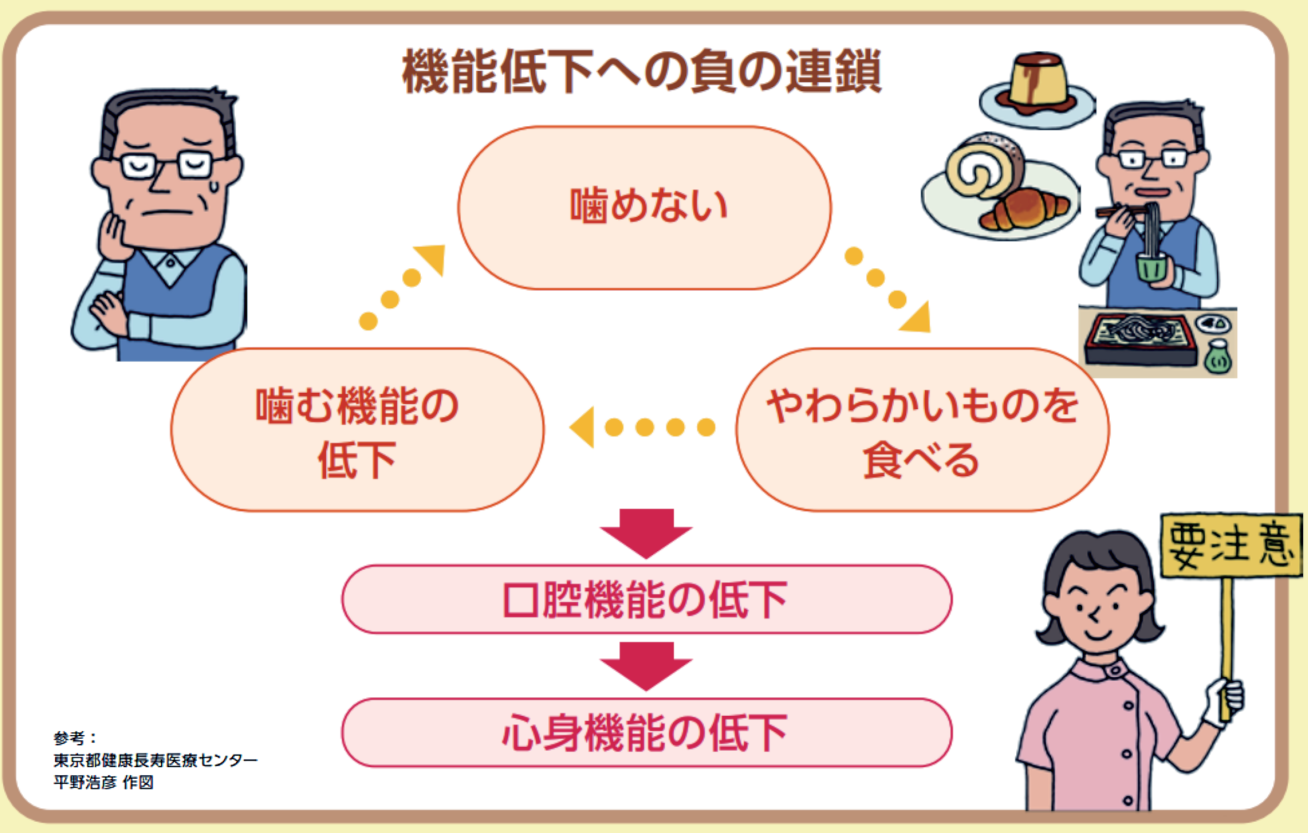 機能低下への負の連鎖
噛めない
噛む機能の
低下
やわらかいものを
食べる
口腔機能の低下
心身機能の低下
要注意
参考：
東京都健康長寿医療センター
平野浩彦 作図